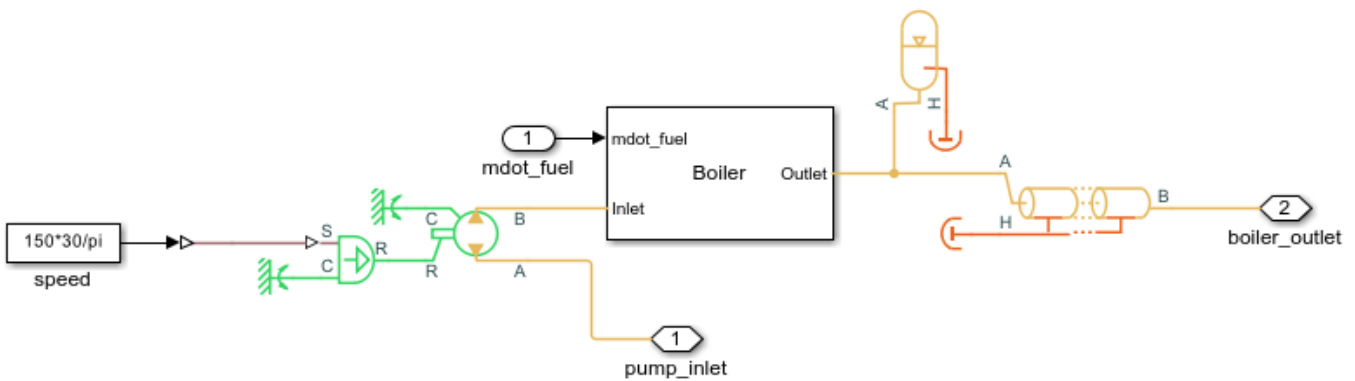 A
H
1
mdot_fuel
mdot_fuel
Boiler
Outlet
Inlet
A
H
B
2
boiler_outlet
C
B
150*30/pi
speed
S
C
R
R
A
1
pump_inlet